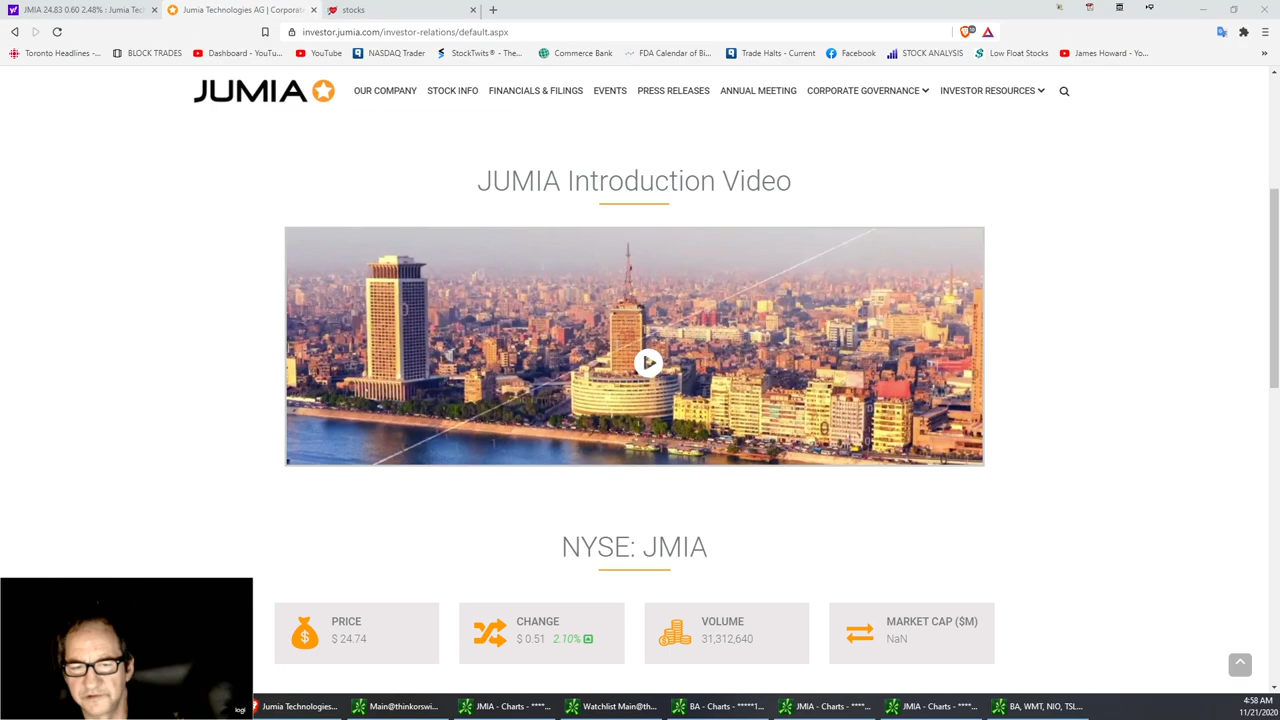 JMIA 24.83 0.60 2.48% : Jumia Tech
Jumia Technologies AG | Corporate
stocks
investor.jumia.com/investor-relations/default.aspx
Toronto Headlines -... BLOCK TRADES Dashboard - YouTu... YouTube NASDAQ Trader StockTwits® - The... Commerce Bank FDA Calendar of Bi... Trade Halts - Current Facebook STOCK ANALYSIS Low Float Stocks James Howard - Yo... »
JUMIA OUR COMPANY STOCK INFO FINANCIALS & FILINGS EVENTS PRESS RELEASES ANNUAL MEETING CORPORATE GOVERNANCE INVESTOR RESOURCES
JUMIA Introduction Video
NYSE: JMIA
PRICE
$ 24.74
CHANGE
$ 0.51 2.10%
VOLUME
31,312,640
MARKET CAP ($M)
NaN
logi
Jumia Technologies... Main@thinkorswi... JMIA - Charts - ****... Watchlist Main@th... BA - Charts - *****1... JMIA - Charts - ****... JMIA - Charts - ****... BA, WMT, NIO, TSL...
4:58 AM
11/21/2020